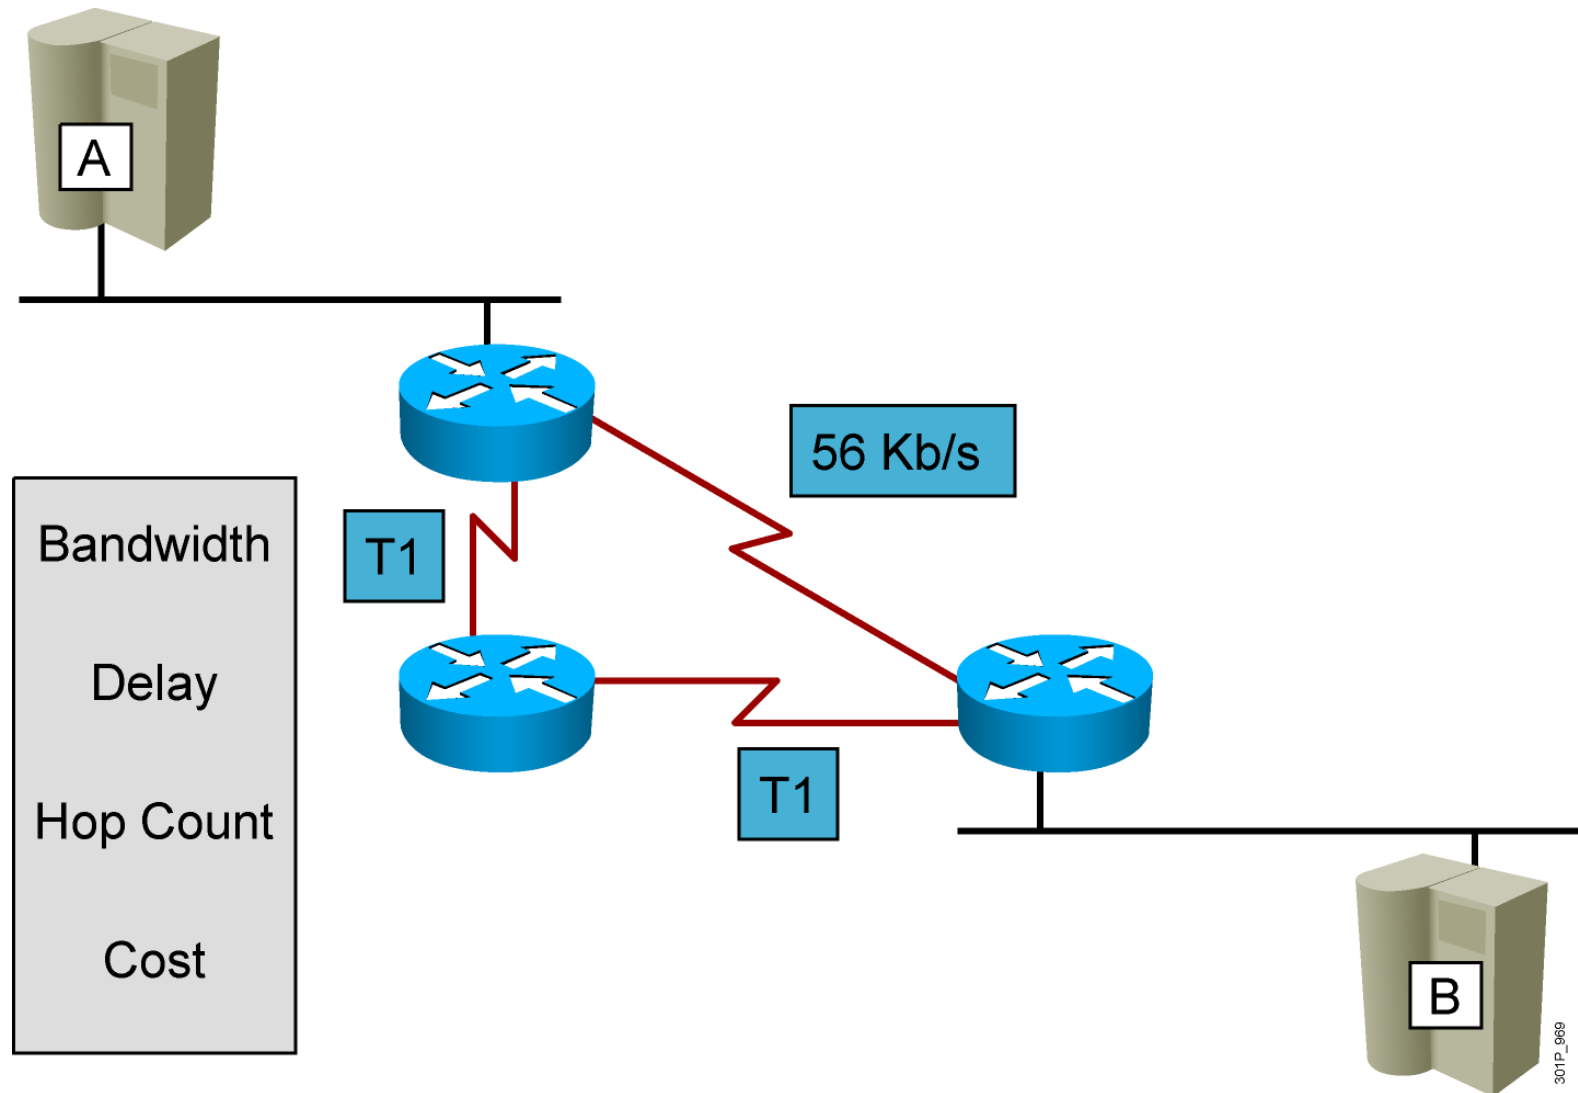 A
56 Kb/s
T1
Bandwidth
Delay
Hop Count
Cost
T1
B
301P_969